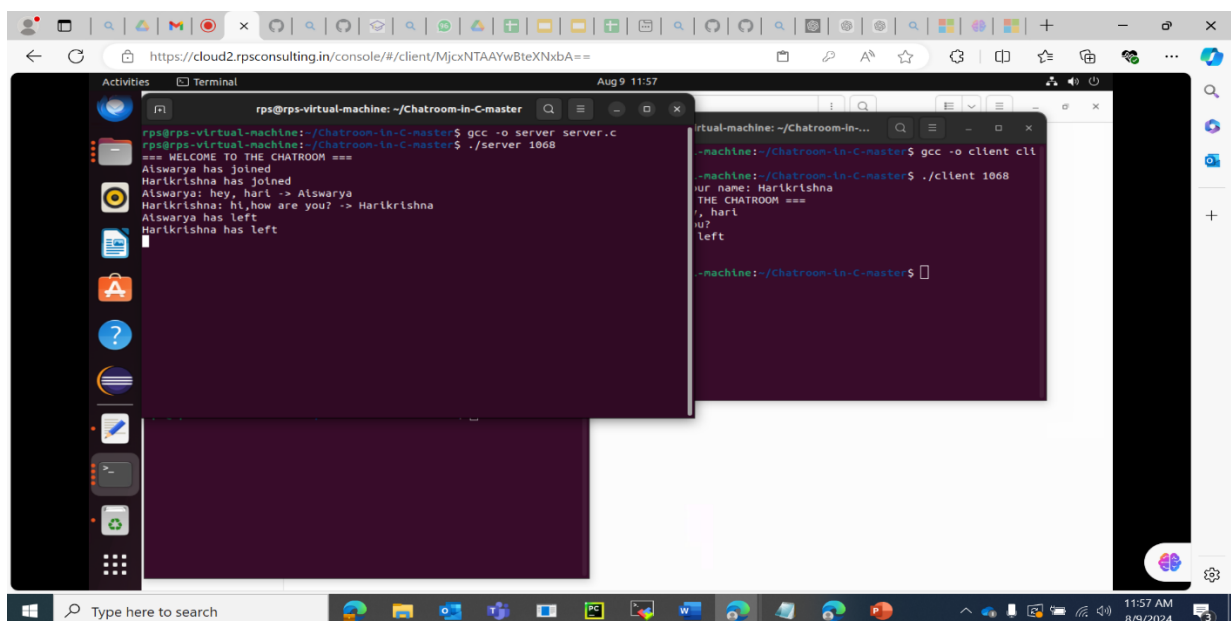 https://cloud2.rpsconsulting.in/console/#/client/MjcxNTAAYwBteXNxbA==
Activities
Terminal
Aug 9 11:57
rps@rps-virtual-machine: ~/Chatroom-in-C-master
rps@rps-virtual-machine:~/Chatroom-in-C-master$ gcc -o server server.c
rps@rps-virtual-machine:~/Chatroom-in-C-master$ ./server 1068
=== WELCOME TO THE CHATROOM ===
Aiswarya has joined
Harikrishna has joined
Aiswarya: hey, hari -> Aiswarya
Harikrishna: hi,how are you? -> Harikrishna
Aiswarya has left
Harikrishna has left
rtual-machine: ~/Chatroom-in-...
-machine:~/Chatroom-in-C-master$ gcc -o client cli
-machine:~/Chatroom-in-C-master$ ./client 1068
ur name: Harikrishna
THE CHATROOM ===
, hari
u?
left
-machine:~/Chatroom-in-C-master$
Type here to search
11:57 AM
8/9/2024